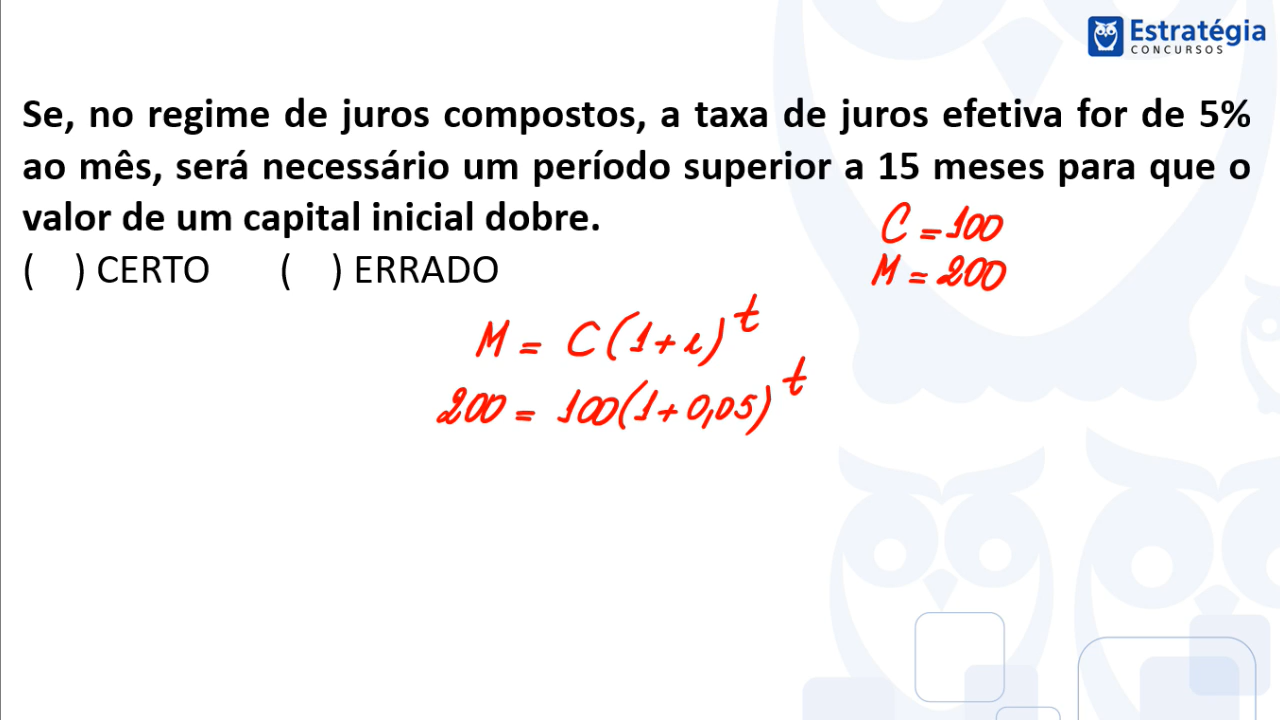 Estratégia
CONCURSOS
Se, no regime de juros compostos, a taxa de juros efetiva for de 5%
ao mês, será necessário um período superior a 15 meses para que o
valor de um capital inicial dobre.
C = 100
( ) CERTO ( ) ERRADO
M = 200
M = C(1+i)^t
200 = 100(1+0,05)^t